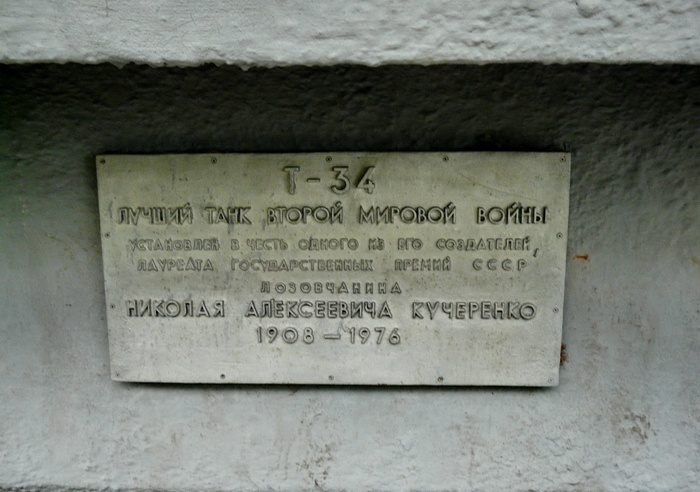 Т-34
ЛУЧШИЙ ТАНК ВТОРОЙ МИРОВОЙ ВОЙНЫ
УСТАНОВЛЕН В ЧЕСТЬ ОДНОГО ИЗ ЕГО СОЗДАТЕЛЕЙ,
ЛАУРЕАТА ГОСУДАРСТВЕННЫХ ПРЕМИЙ СССР
ЛОЗОВЧАНИНА
НИКОЛАЯ АЛЕКСЕЕВИЧА КУЧЕРЕНКО
1908 — 1976